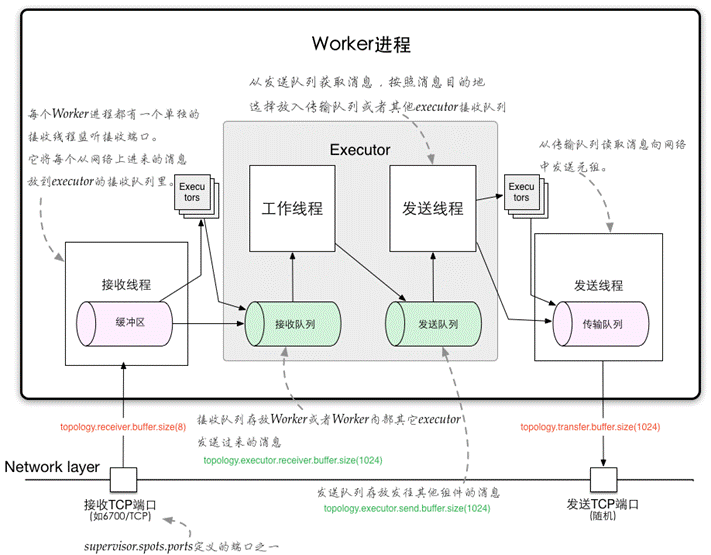 Worker进程
从发送队列获取消息，按照消息目的地
选择放入传输队列或者其他executor接收队列
每个Worker进程都有一个单独的
接收线程监听接收端口。
它将每个从网络上进来的消息
放到executor的接收队列里。
从传输队列读取消息向网络
中发送元组。
Executor
Execu
tors
工作线程
发送线程
Execu
tors
接收线程
缓冲区
接收队列
发送队列
发送线程
传输队列
接收队列存放Worker或者Worker内部其它executor
发送过来的消息
topology.executor.receiver.buffer.size(1024)
topology.receiver.buffer.size(8)
topology.transfer.buffer.size(1024)
Network layer
发送队列存放发往其他组件的消息
topology.executor.send.buffer.size(1024)
接收TCP端口
(如6700/TCP)
发送TCP端口
(随机)
supervisor.spots.ports定义的端口之一